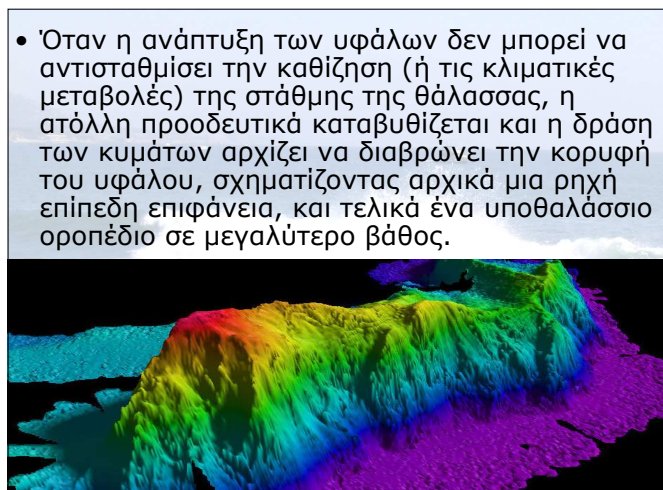 • Όταν η ανάπτυξη των υφάλων δεν μπορεί να
αντισταθμίσει την καθίζηση (ή τις κλιματικές
μεταβολές) της στάθμης της θάλασσας, η
ατόλλη προοδευτικά καταβυθίζεται και η δράση
των κυμάτων αρχίζει να διαβρώνει την κορυφή
του υφάλου, σχηματίζοντας αρχικά μια ρηχή
επίπεδη επιφάνεια, και τελικά ένα υποθαλάσσιο
οροπέδιο σε μεγαλύτερο βάθος.